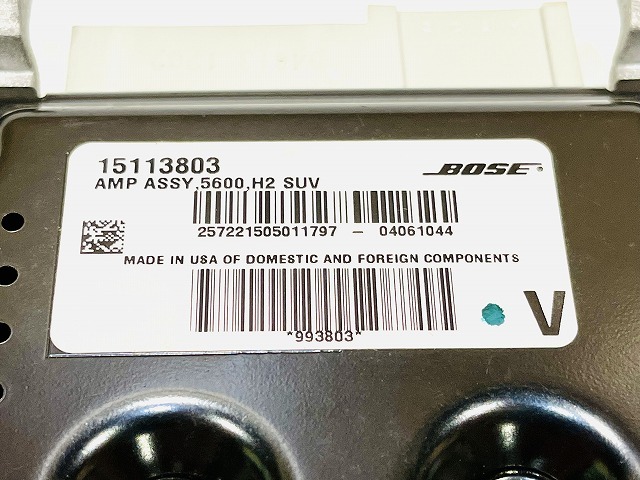 15113803
BOSE®
AMP ASSY,5600,H2 SUV
257221505011797 - 04061044
MADE IN USA OF DOMESTIC AND FOREIGN COMPONENTS
V
*993803*